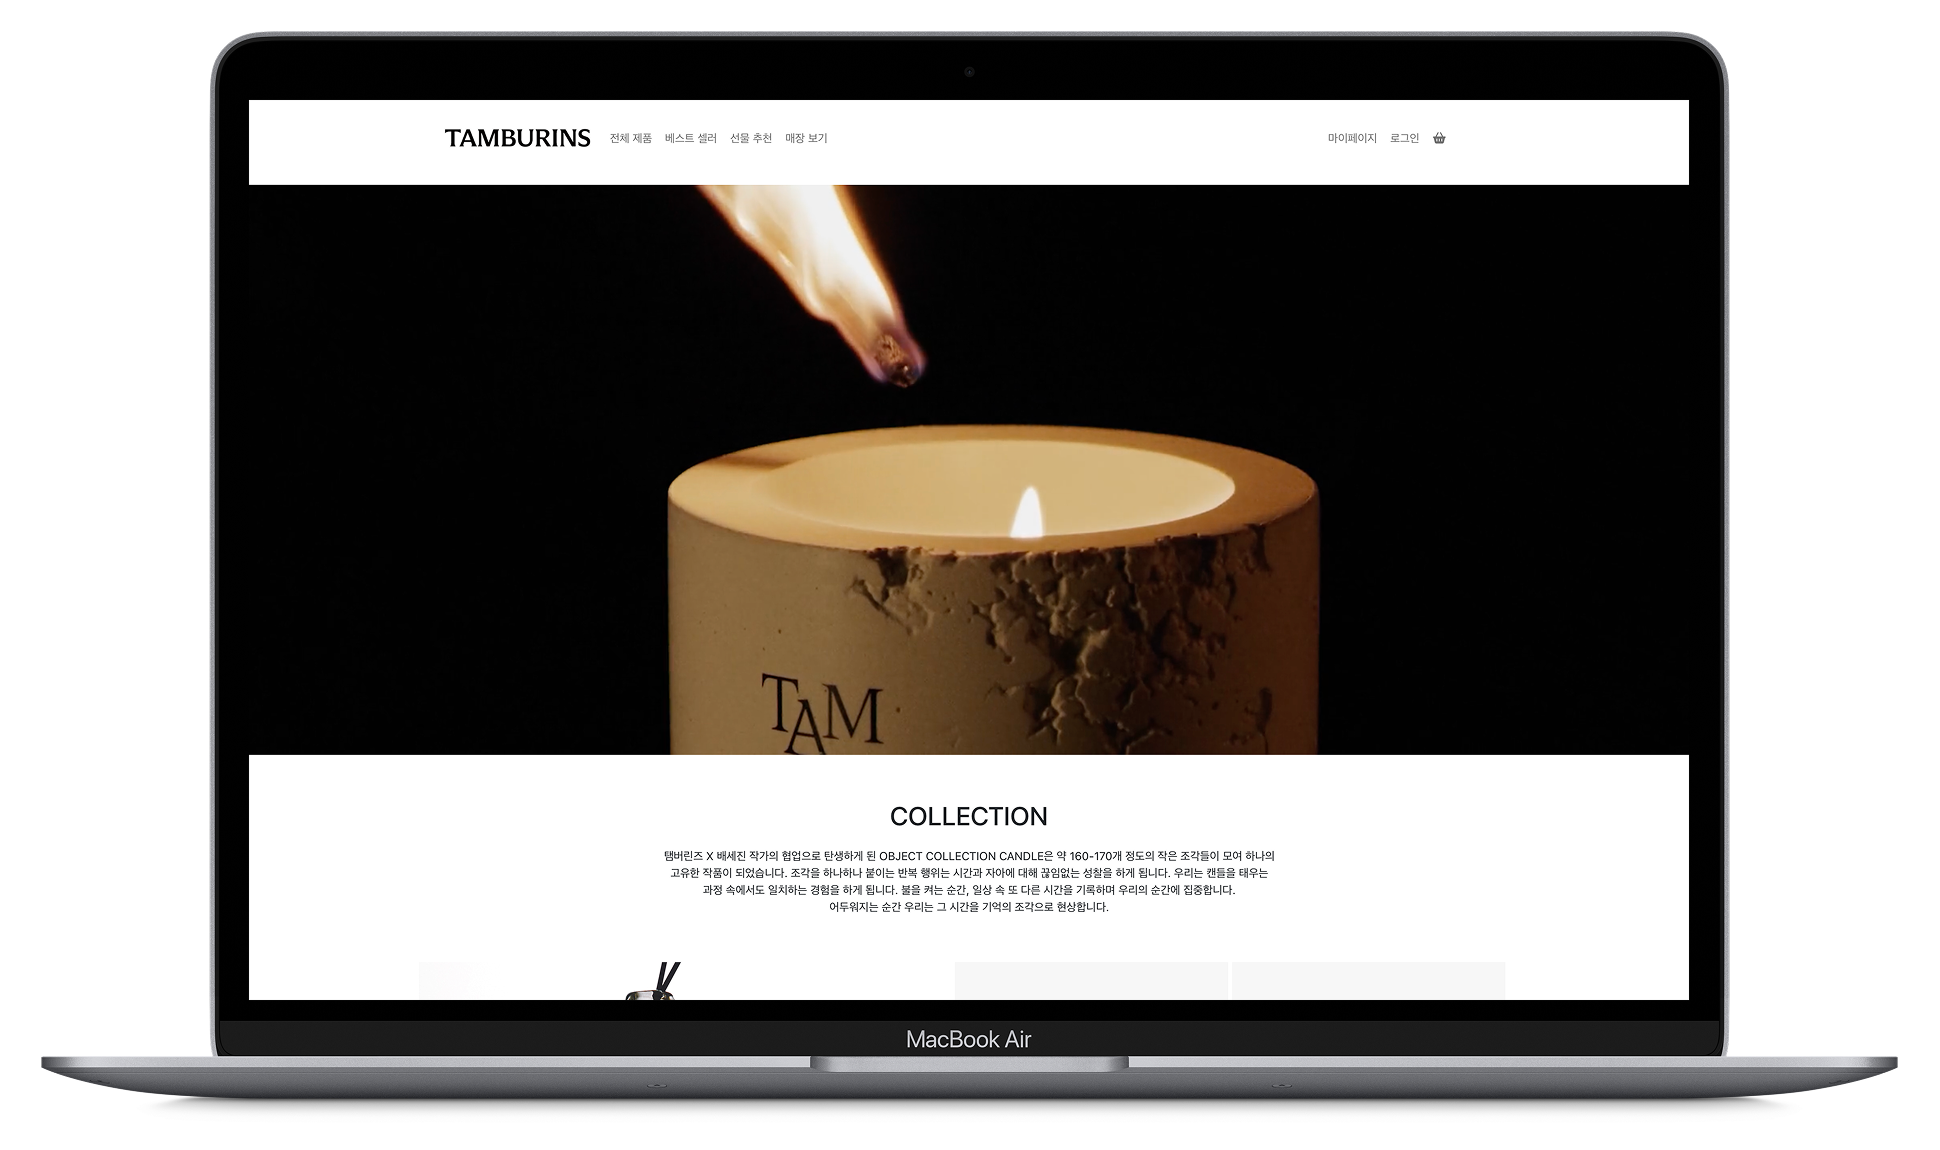 TAMBURINS 전체 제품 베스트 셀러 선물 추천 매장 보기 마이페이지 로그인
TAM
COLLECTION
탬버린즈 X 배세진 작가의 협업으로 탄생하게 된 OBJECT COLLECTION CANDLE은 약 160-170개 정도의 작은 조각들이 모여 하나의
고유한 작품이 되었습니다. 조각을 하나하나 붙이는 반복 행위는 시간과 자아에 대해 끊임없는 성찰을 하게 됩니다. 우리는 캔들을 태우는
과정 속에서도 일치하는 경험을 하게 됩니다. 불을 켜는 순간, 일상 속 또 다른 시간을 기록하며 우리의 순간에 집중합니다.
어두워지는 순간 우리는 그 시간을 기억의 조각으로 현상합니다.
MacBook Air